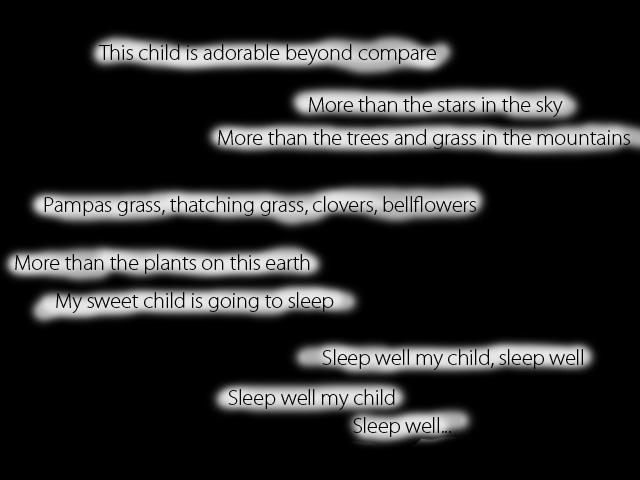 This child is adorable beyond compare
More than the stars in the sky
More than the trees and grass in the mountains
Pampas grass, thatching grass, clovers, bellflowers
More than the plants on this earth
My sweet child is going to sleep
Sleep well my child, sleep well
Sleep well my child
Sleep well...